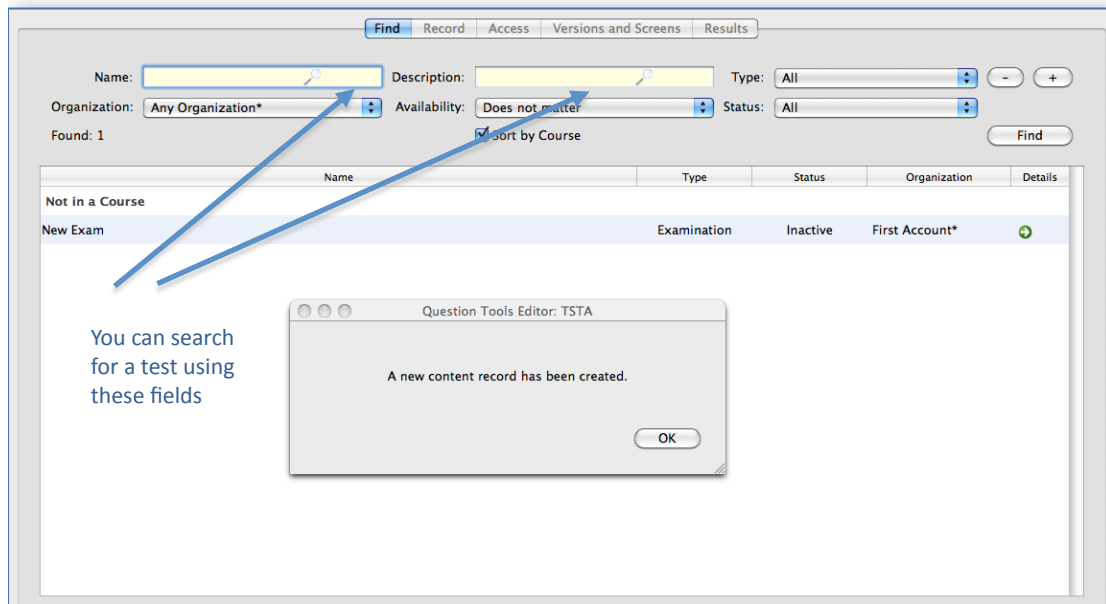 Find Record Access Versions and Screens Results
Name: Description: Type: All - +
Organization: Any Organization* Availability: Does not matter Status: All
Found: 1 Sort by Course Find
Name Type Status Organization Details
Not in a Course
New Exam Examination Inactive First Account*
Question Tools Editor: TSTA
A new content record has been created.
OK
You can search
for a test using
these fields